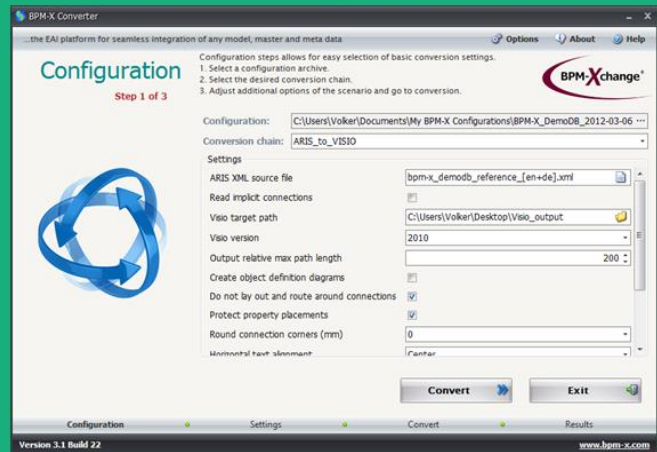 BPM-X Converter
...the EAI platform for seamless integration of any model, master and meta data
Options
About
Help
Configuration
Step 1 of 3
Configuration steps allows for easy selection of basic conversion settings.
1. Select a configuration archive.
2. Select the desired conversion chain.
3. Adjust additional options of the scenario and go to conversion.
BPM-Xchange®
Configuration: C:\Users\Volker\Documents\My BPM-X Configurations\BPM-X_DemoDB_2012-03-06 ...
Conversion chain: ARIS_to_VISIO
Settings
ARIS XML source file bpm-x_demodb_reference_[en+de].xml
Read implicit connections
Visio target path C:\Users\Volker\Desktop\Visio_output
Visio version 2010
Output relative max path length 200
Create object definition diagrams
Do not lay out and route around connections
Protect property placements
Round connection corners (mm) 0
Horizontal text alignment Center
Convert
Exit
Configuration Settings Convert Results
Version 3.1 Build 22
www.bpm-x.com